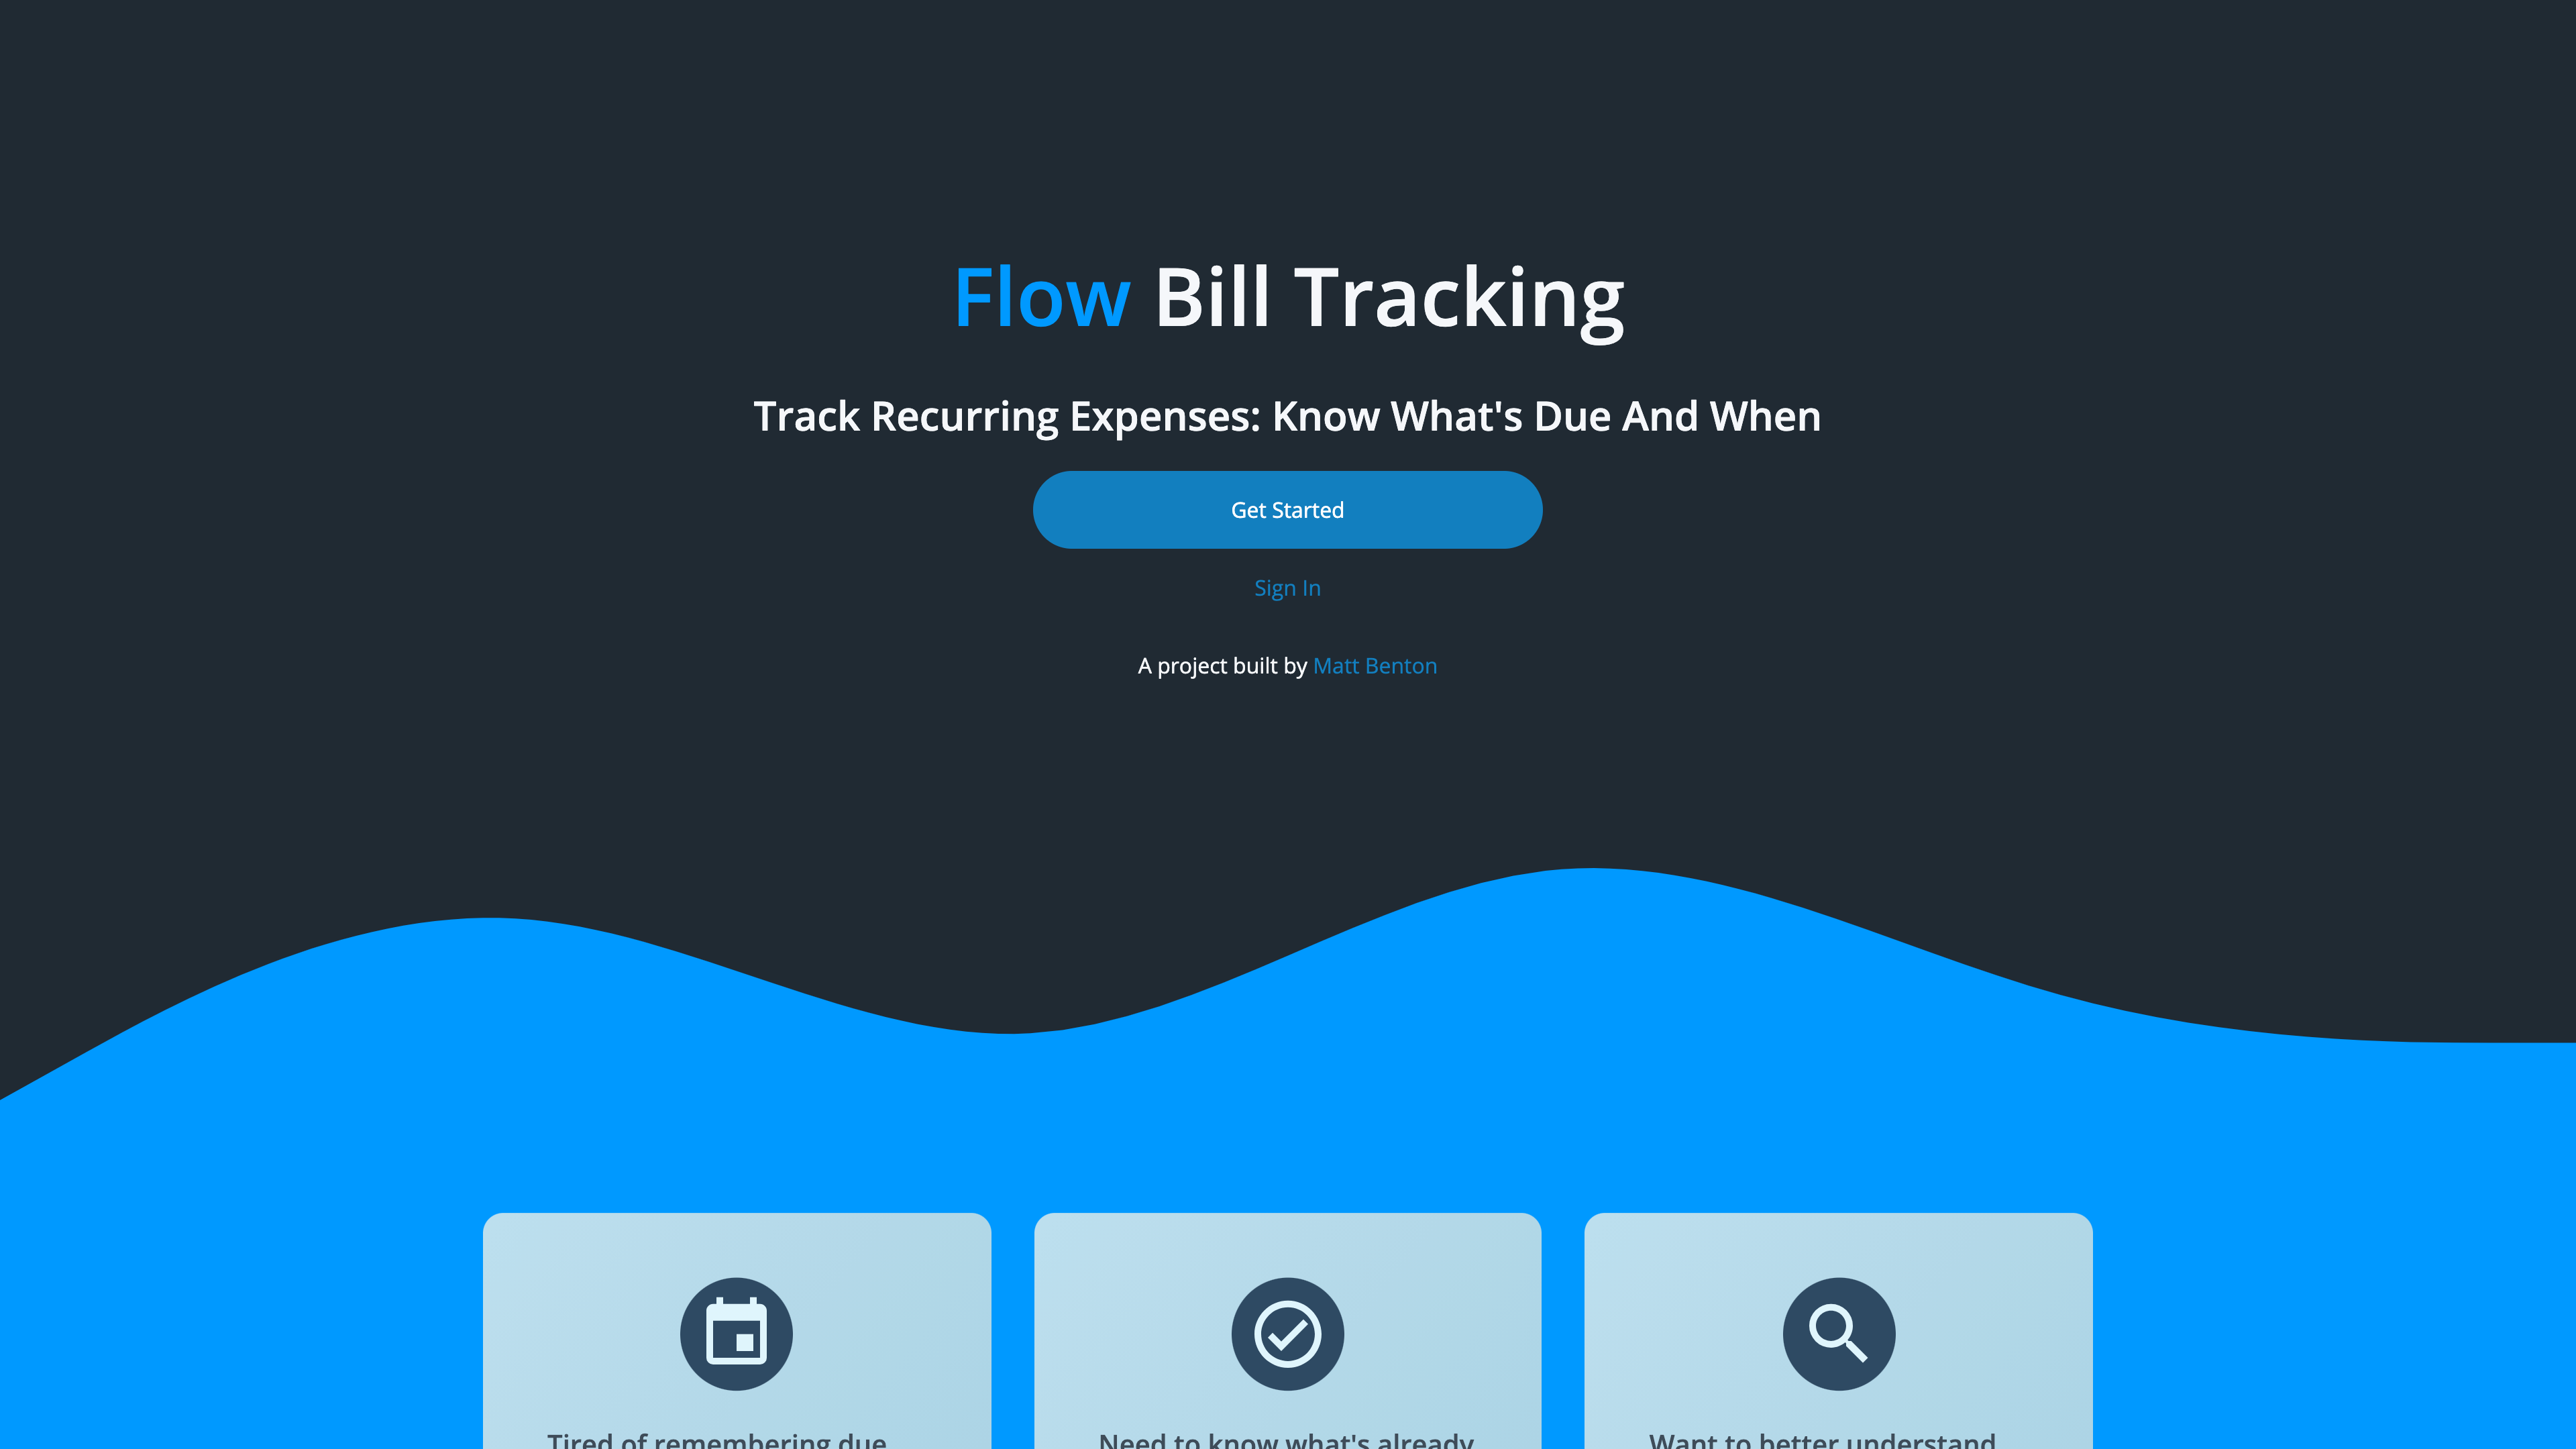 Flow Bill Tracking
Track Recurring Expenses: Know What's Due And When
Get Started
Sign In
A project built by Matt Benton
Tired of remembering due
Need to know what's already
Want to better understand